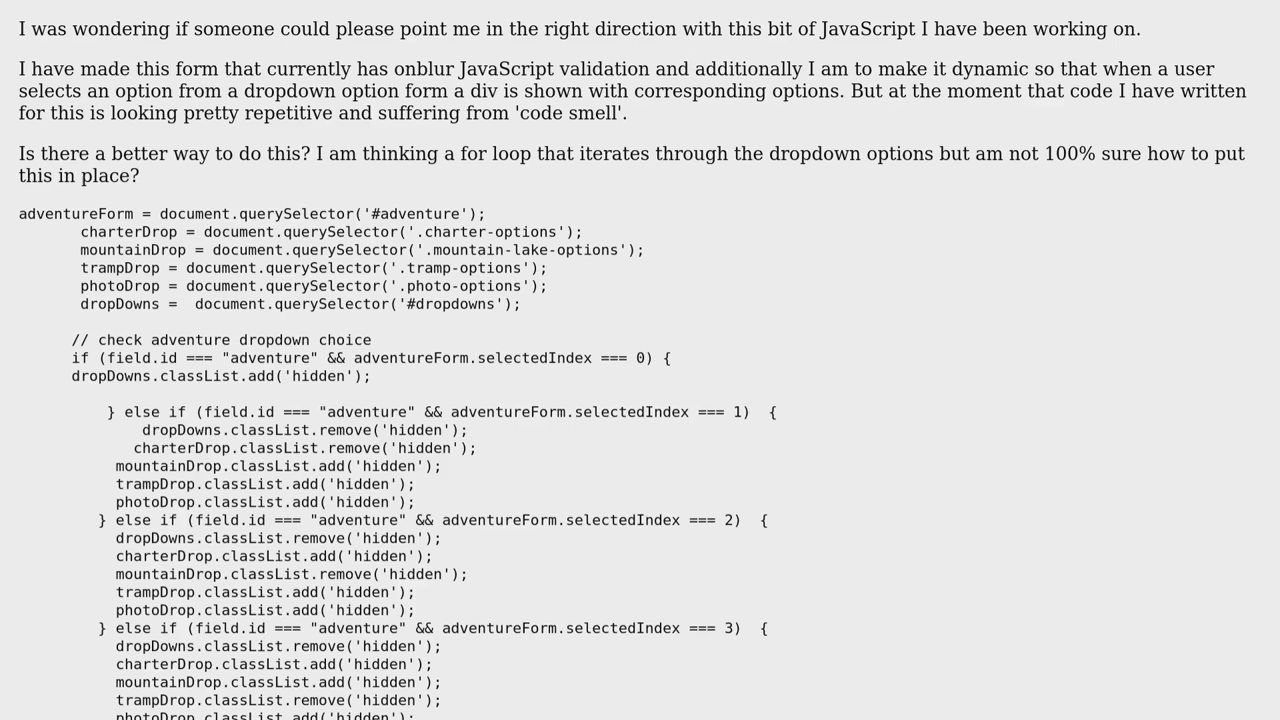 I was wondering if someone could please point me in the right direction with this bit of JavaScript I have been working on.
I have made this form that currently has onblur JavaScript validation and additionally I am to make it dynamic so that when a user
selects an option from a dropdown option form a div is shown with corresponding options. But at the moment that code I have written
for this is looking pretty repetitive and suffering from 'code smell'.
Is there a better way to do this? I am thinking a for loop that iterates through the dropdown options but am not 100% sure how to put
this in place?
adventureForm = document.querySelector('#adventure');
charterDrop = document.querySelector('.charter-options');
mountainDrop = document.querySelector('.mountain-lake-options');
trampDrop = document.querySelector('.tramp-options');
photoDrop = document.querySelector('.photo-options');
dropDowns =  document.querySelector('#dropdowns');
// check adventure dropdown choice
if (field.id === "adventure" && adventureForm.selectedIndex === 0) {
dropDowns.classList.add('hidden');
} else if (field.id === "adventure" && adventureForm.selectedIndex === 1)  {
dropDowns.classList.remove('hidden');
charterDrop.classList.remove('hidden');
mountainDrop.classList.add('hidden');
trampDrop.classList.add('hidden');
photoDrop.classList.add('hidden');
} else if (field.id === "adventure" && adventureForm.selectedIndex === 2)  {
dropDowns.classList.remove('hidden');
charterDrop.classList.add('hidden');
mountainDrop.classList.remove('hidden');
trampDrop.classList.add('hidden');
photoDrop.classList.add('hidden');
} else if (field.id === "adventure" && adventureForm.selectedIndex === 3)  {
dropDowns.classList.remove('hidden');
charterDrop.classList.add('hidden');
mountainDrop.classList.add('hidden');
trampDrop.classList.remove('hidden');
photoDrop.classList.add('hidden');